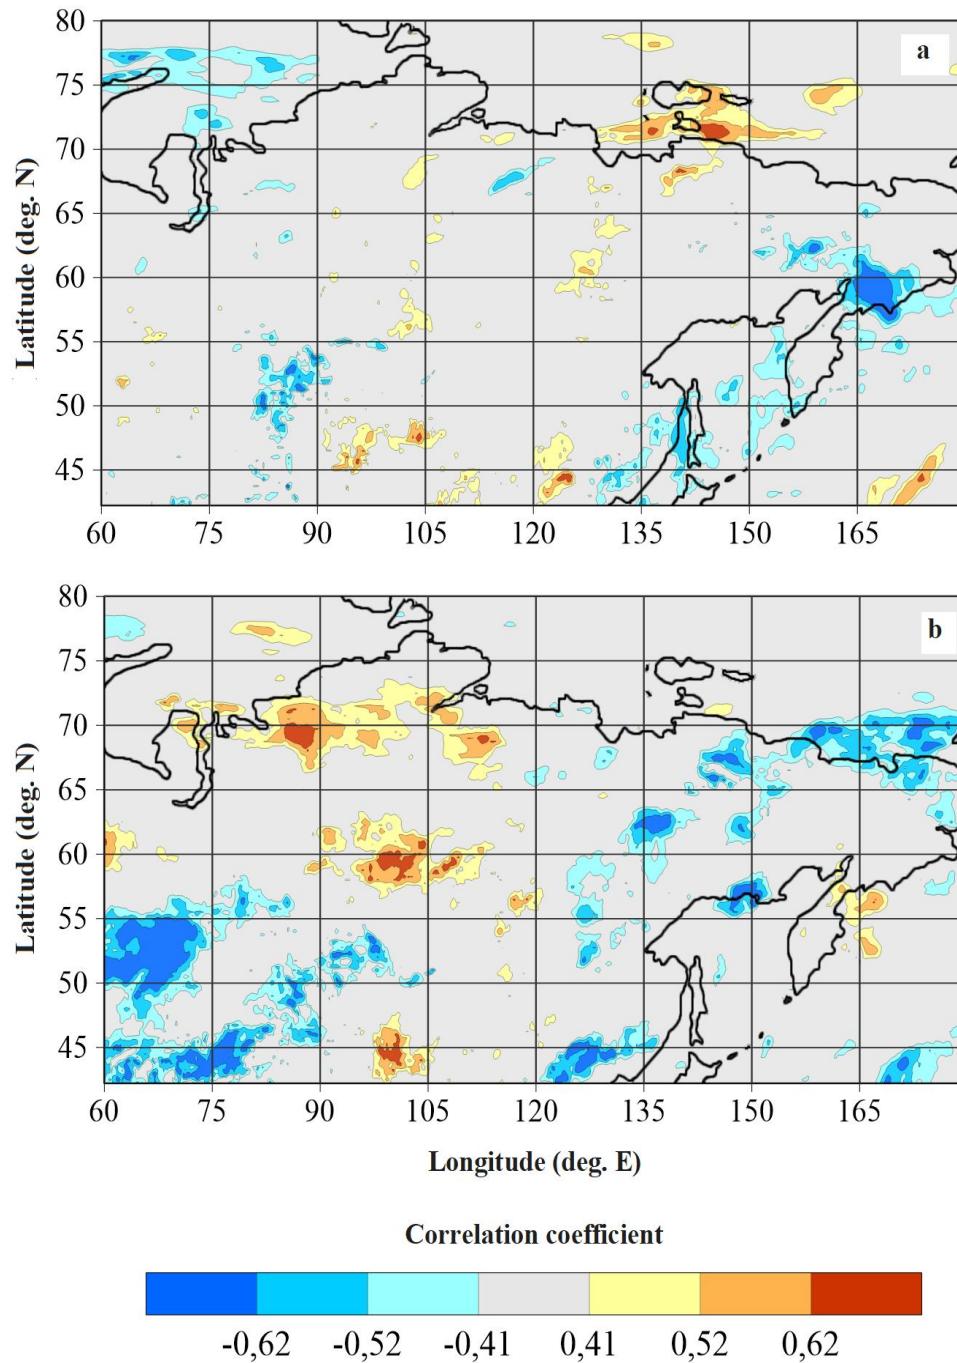 80
a
75
70
65
60
55
50
45
60 75 90 105 120 135 150 165
Latitude (deg. N)
80
b
75
70
65
60
55
50
45
60 75 90 105 120 135 150 165
Latitude (deg. N)
Longitude (deg. E)
Correlation coefficient
-0,62 -0,52 -0,41 0,41 0,52 0,62